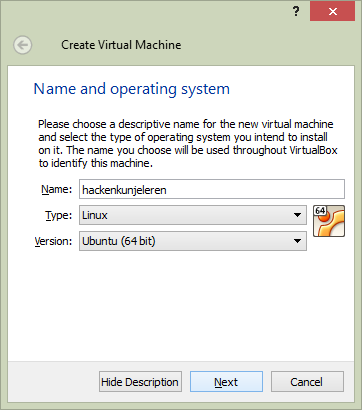 ?
Create Virtual Machine
Name and operating system
Please choose a descriptive name for the new virtual machine
and select the type of operating system you intend to install
on it. The name you choose will be used throughout VirtualBox
to identify this machine.
Name: hackenkunjeleren
Type: Linux
64
Version: Ubuntu (64 bit)
Hide Description Next Cancel